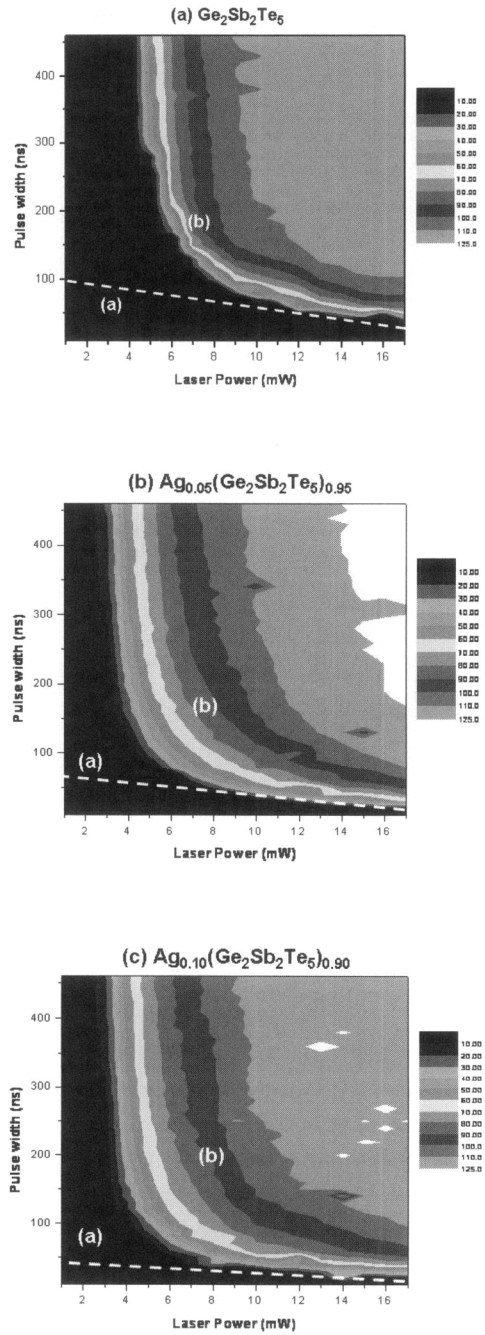 (a) Ge2Sb2Te5
400
300
200
100
Pulse width (ns)
(b)
(a)
2 4 6 8 10 12 14 16
Laser Power (mW)
10.00
20.00
30.00
40.00
50.00
60.00
70.00
80.00
90.00
100.0
110.0
125.0
(b) Ag0.05(Ge2Sb2Te5)0.95
400
300
200
100
Pulse width (ns)
(b)
(a)
2 4 6 8 10 12 14 16
Laser Power (mW)
10.00
20.00
30.00
40.00
50.00
60.00
70.00
80.00
90.00
100.0
110.0
125.0
(c) Ag0.10(Ge2Sb2Te5)0.90
400
300
200
100
Pulse width (ns)
(b)
(a)
2 4 6 8 10 12 14 16
Laser Power (mW)
10.00
20.00
30.00
40.00
50.00
60.00
70.00
80.00
90.00
100.0
110.0
125.0